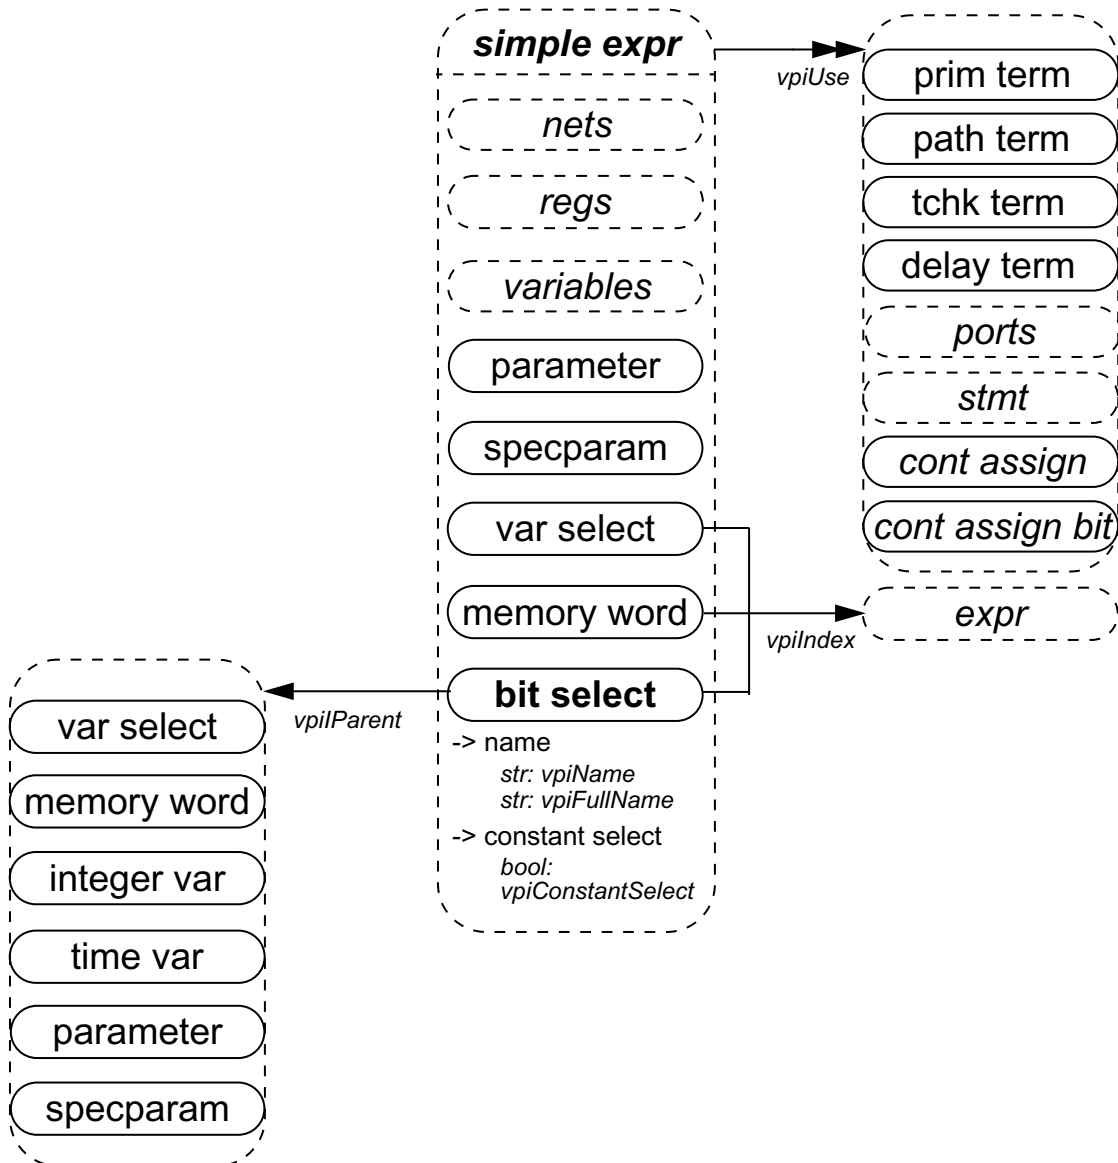 simple expr
nets
regs
variables
parameter
specparam
var select
memory word
bit select
-> name
str: vpiName
str: vpiFullName
-> constant select
bool:
vpiConstantSelect
vpiUse
prim term
path term
tchk term
delay term
ports
stmt
cont assign
cont assign bit
vpiIndex
expr
vpiIParent
var select
memory word
integer var
time var
parameter
specparam